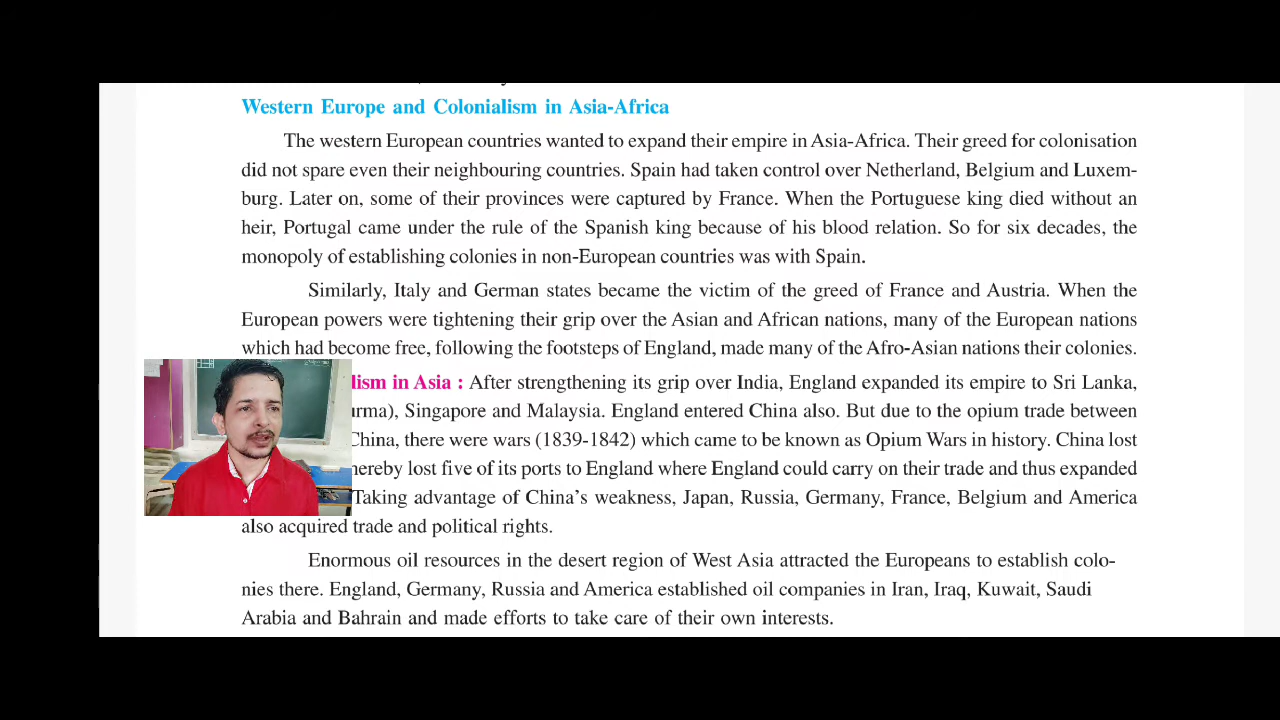 Western Europe and Colonialism in Asia-Africa
The western European countries wanted to expand their empire in Asia-Africa. Their greed for colonisation
did not spare even their neighbouring countries. Spain had taken control over Netherland, Belgium and Luxem-
burg. Later on, some of their provinces were captured by France. When the Portuguese king died without an
heir, Portugal came under the rule of the Spanish king because of his blood relation. So for six decades, the
monopoly of establishing colonies in non-European countries was with Spain.
Similarly, Italy and German states became the victim of the greed of France and Austria. When the
European powers were tightening their grip over the Asian and African nations, many of the European nations
which had become free, following the footsteps of England, made many of the Afro-Asian nations their colonies.
lism in Asia : After strengthening its grip over India, England expanded its empire to Sri Lanka,
urma), Singapore and Malaysia. England entered China also. But due to the opium trade between
China, there were wars (1839-1842) which came to be known as Opium Wars in history. China lost
hereby lost five of its ports to England where England could carry on their trade and thus expanded
Taking advantage of China's weakness, Japan, Russia, Germany, France, Belgium and America
also acquired trade and political rights.
Enormous oil resources in the desert region of West Asia attracted the Europeans to establish colo-
nies there. England, Germany, Russia and America established oil companies in Iran, Iraq, Kuwait, Saudi
Arabia and Bahrain and made efforts to take care of their own interests.